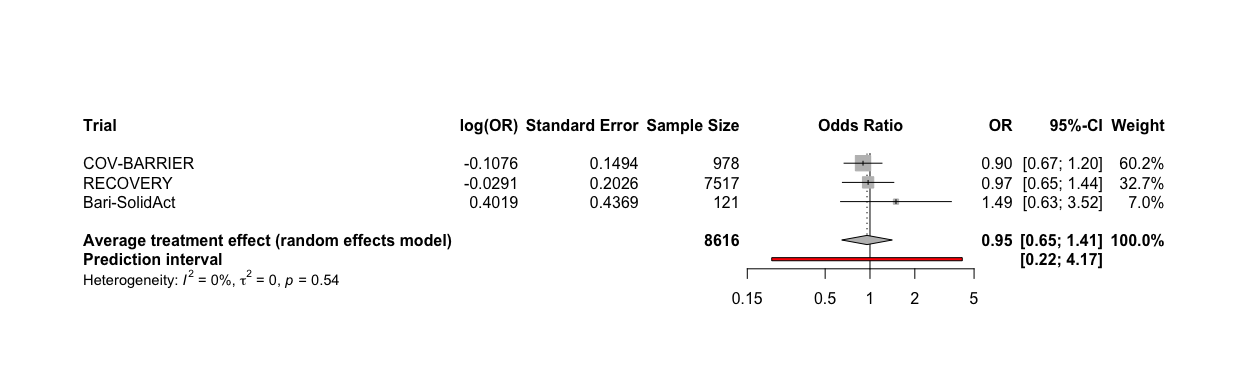 Trial log(OR) Standard Error Sample Size Odds Ratio OR 95%-CI Weight
COV-BARRIER -0.1076 0.1494 978 0.90 [0.67; 1.20] 60.2%
RECOVERY -0.0291 0.2026 7517 0.97 [0.65; 1.44] 32.7%
Bari-SolidAct 0.4019 0.4369 121 1.49 [0.63; 3.52] 7.0%
Average treatment effect (random effects model) 8616 0.95 [0.65; 1.41] 100.0%
Prediction interval [0.22; 4.17]
Heterogeneity: I² = 0%, τ² = 0, p = 0.54
0.15 0.5 1 2 5